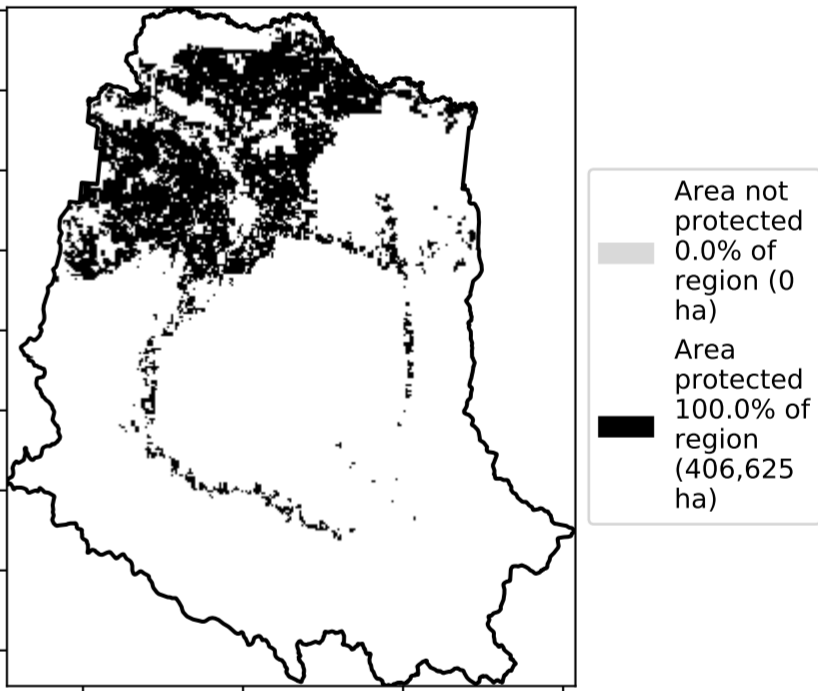 Area not
protected
0.0% of
region (0
ha)
Area
protected
100.0% of
region
(406,625
ha)